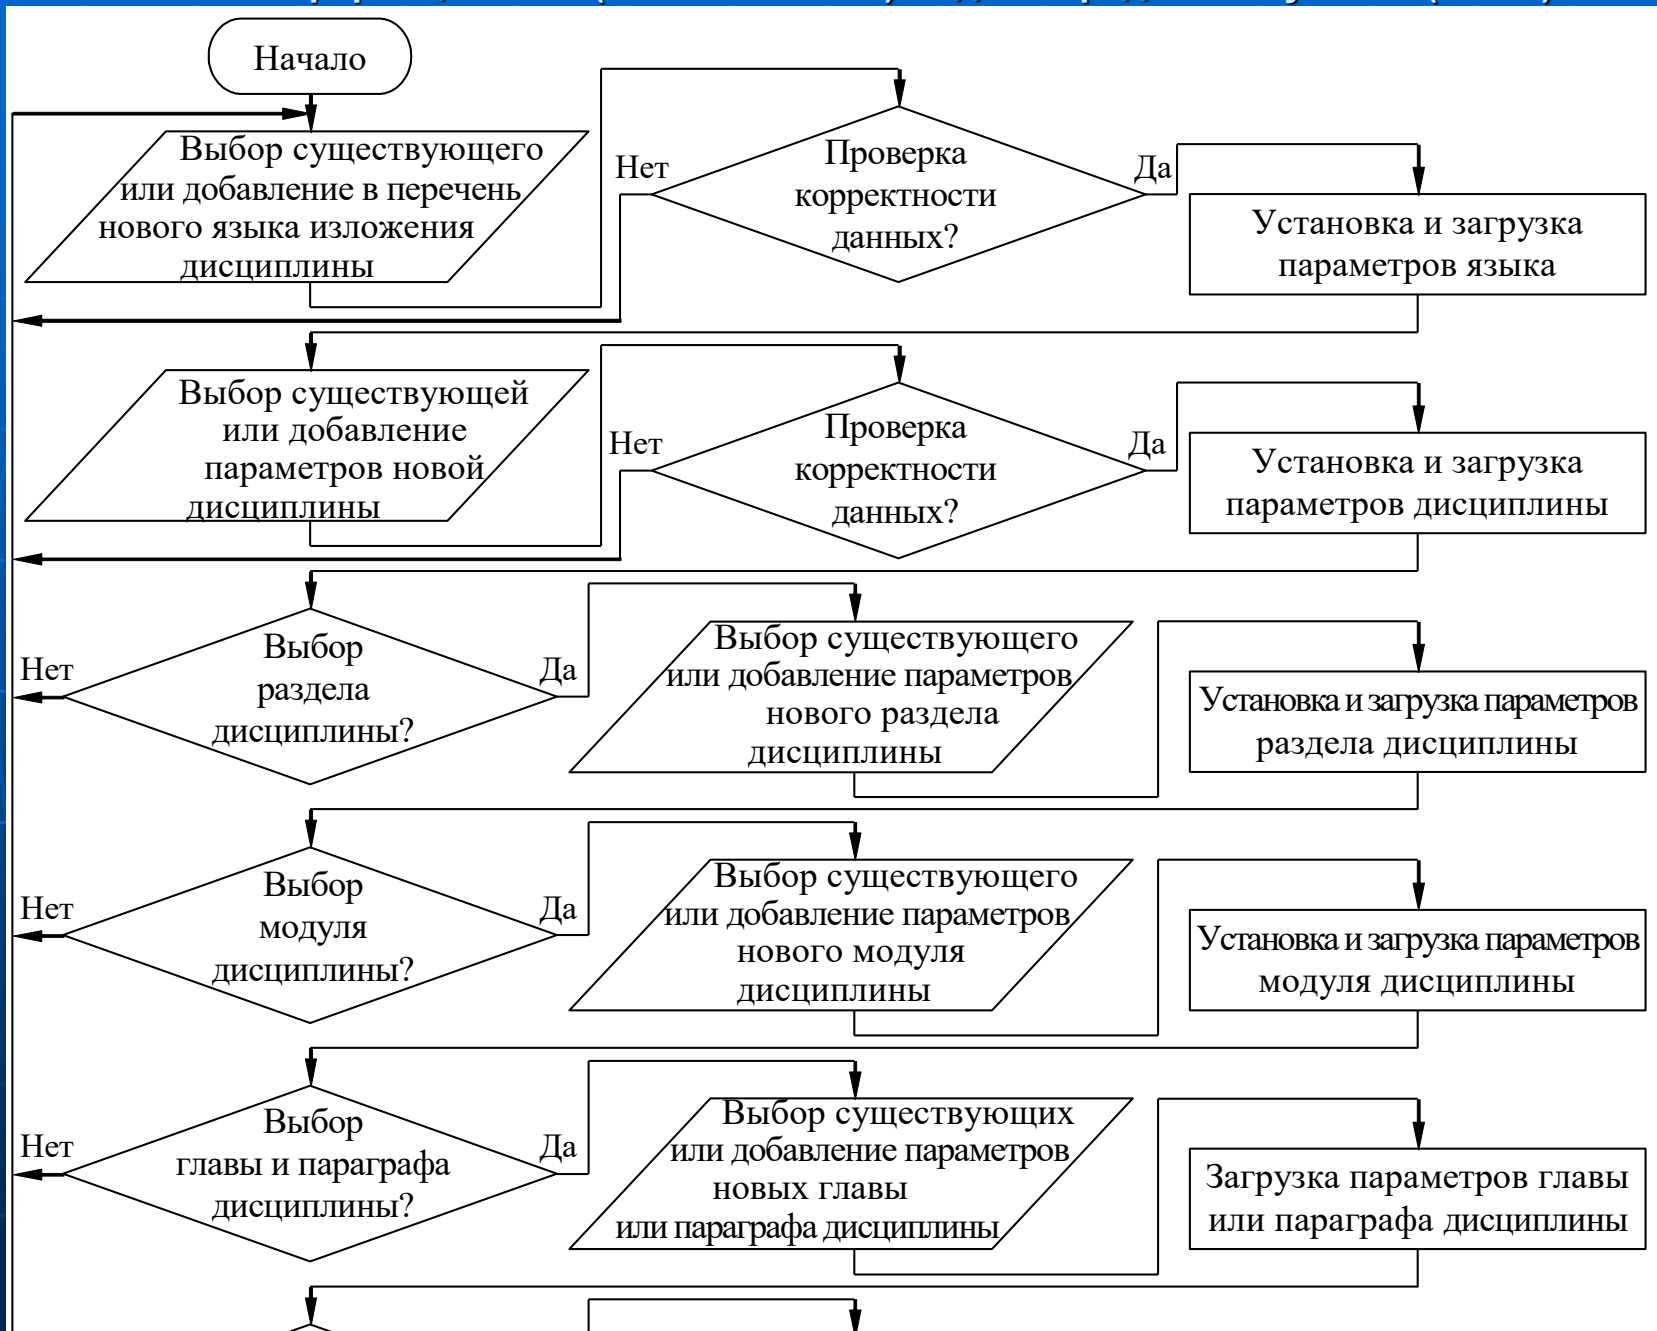 Начало
Выбор существующего
или добавление в перечень
нового языка изложения
дисциплины
Нет
Проверка
корректности
данных?
Да
Установка и загрузка
параметров языка
Выбор существующей
или добавление
параметров новой
дисциплины
Нет
Проверка
корректности
данных?
Да
Установка и загрузка
параметров дисциплины
Нет
Выбор
раздела
дисциплины?
Да
Выбор существующего
или добавление параметров
нового раздела
дисциплины
Установка и загрузка параметров
раздела дисциплины
Нет
Выбор
модуля
дисциплины?
Да
Выбор существующего
или добавление параметров
нового модуля
дисциплины
Установка и загрузка параметров
модуля дисциплины
Нет
Выбор
главы и параграфа
дисциплины?
Да
Выбор существующих
или добавление параметров
новых главы
или параграфа дисциплины
Загрузка параметров главы
или параграфа дисциплины